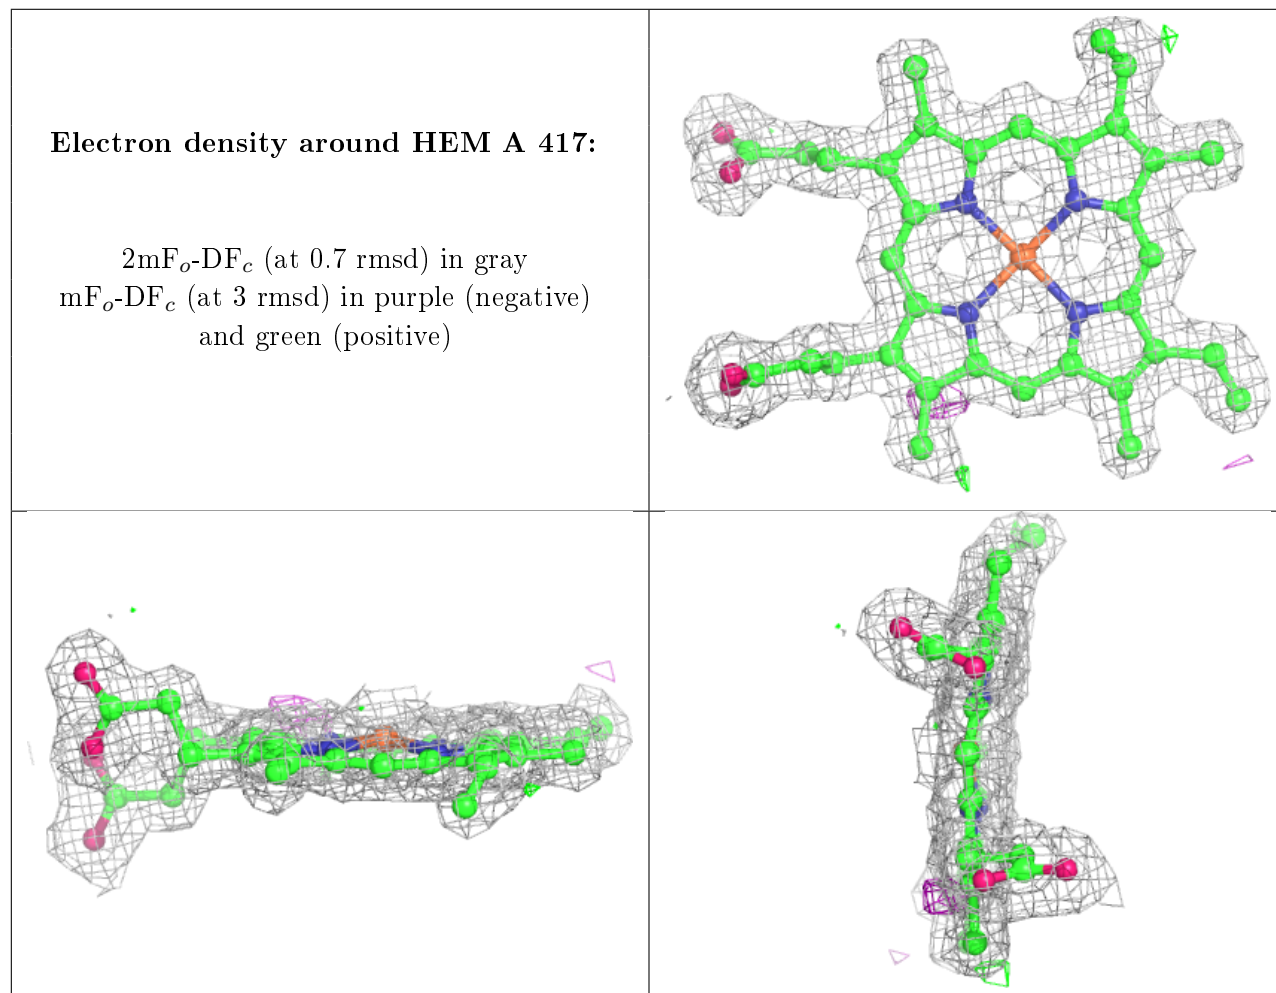 Electron density around HEM A 417:
2mFo-DFc (at 0.7 rmsd) in gray
mFo-DFc (at 3 rmsd) in purple (negative)
and green (positive)